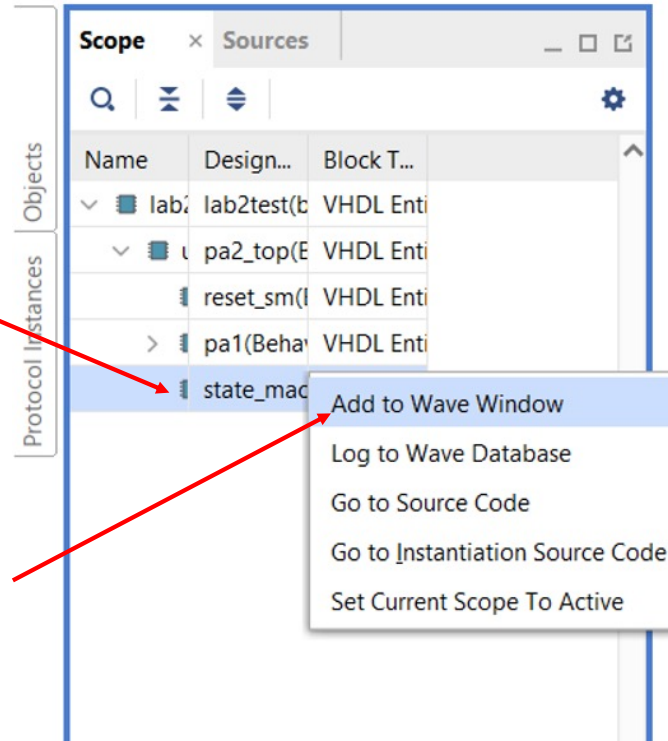 Scope × Sources
Objects
Protocol Instances
Name Design... Block T...
lab2 lab2test(b VHDL Enti
pa2_top(B VHDL Enti
reset_sm( VHDL Enti
pa1(Behav VHDL Enti
state_mac
Add to Wave Window
Log to Wave Database
Go to Source Code
Go to Instantiation Source Code
Set Current Scope To Active